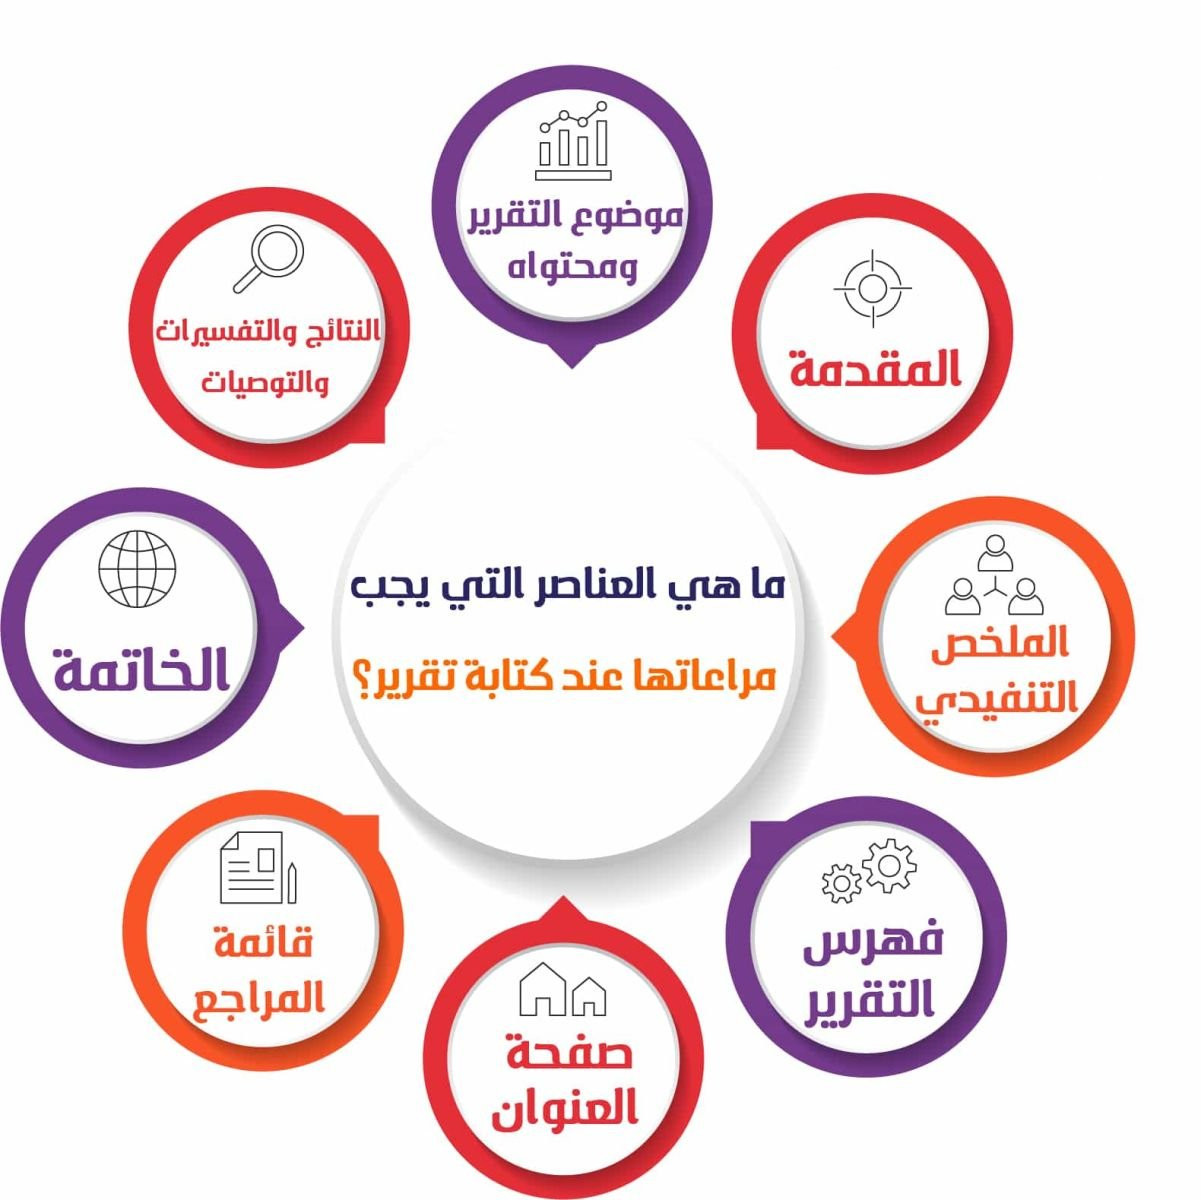 موضوع التقرير
ومحتواه
المقدمة
النتائج والتفسيرات
والتوصيات
ما هي العناصر التي يجب
مراعاتها عند كتابة تقرير؟
الملخص
التنفيذي
الخاتمة
فهرس
التقرير
قائمة
المراجع
صفحة
العنوان